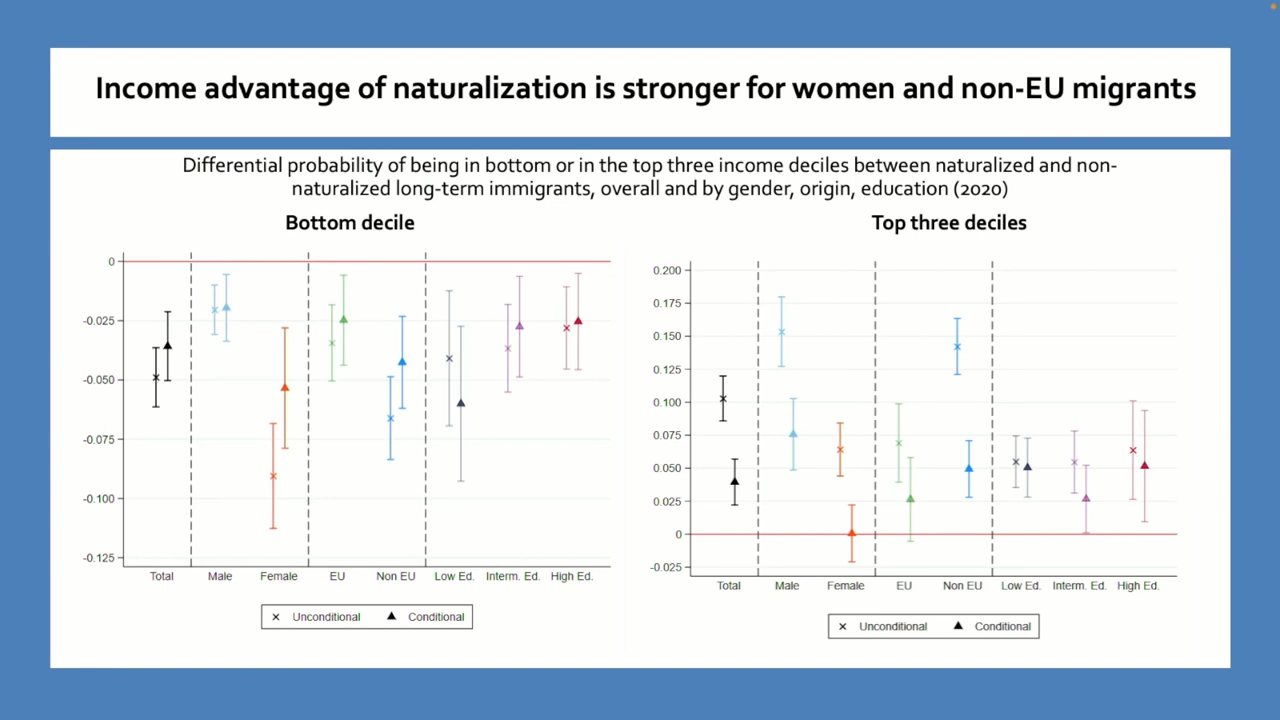 Income advantage of naturalization is stronger for women and non-EU migrants
Differential probability of being in bottom or in the top three income deciles between naturalized and non-
naturalized long-term immigrants, overall and by gender, origin, education (2020)
Bottom decile
0
-0.025
-0.050
-0.075
-0.100
-0.125
Total Male Female EU Non EU Low Ed. Interm. Ed. High Ed.
Unconditional Conditional
Top three deciles
0.200
0.175
0.150
0.125
0.100
0.075
0.050
0.025
0
-0.025
Total Male Female EU Non EU Low Ed. Interm. Ed. High Ed.
Unconditional Conditional